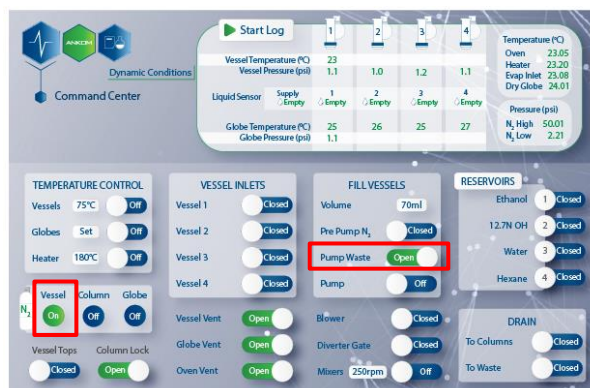 ANKOM
Dynamic Conditions
Command Center
Start Log 1 2 3 4
Vessel Temperature (°C) 23
Vessel Pressure (psi) 1.1 1.0 1.2 1.1
Liquid Sensor Supply Empty 1 Empty 2 Empty 3 Empty 4 Empty
Globe Temperature (°C) 25 26 25 27
Globe Pressure (psi) 1.1
Temperature (°C)
Oven 23.05
Heater 23.20
Evap Inlet 23.08
Dry Globe 24.01
Pressure (psi)
N2 High 50.01
N2 Low 2.21
TEMPERATURE CONTROL
Vessels 75°C Off
Globes Set Off
Heater 180°C Off
N2
Vessel Column Globe
On Off Off
Vessel Tops Column Lock
Closed Open
VESSEL INLETS
Vessel 1 Closed
Vessel 2 Closed
Vessel 3 Closed
Vessel 4 Closed
Vessel Vent Open
Globe Vent Open
Oven Vent Open
FILL VESSELS
Volume 70ml
Pre Pump N2 Closed
Pump Waste Open
Pump Off
Blower Closed
Diverter Gate Closed
Mixers 250rpm Off
RESERVOIRS
Ethanol 1 Closed
12.7N OH 2 Closed
Water 3 Closed
Hexane 4 Closed
DRAIN
To Columns Closed
To Waste Closed